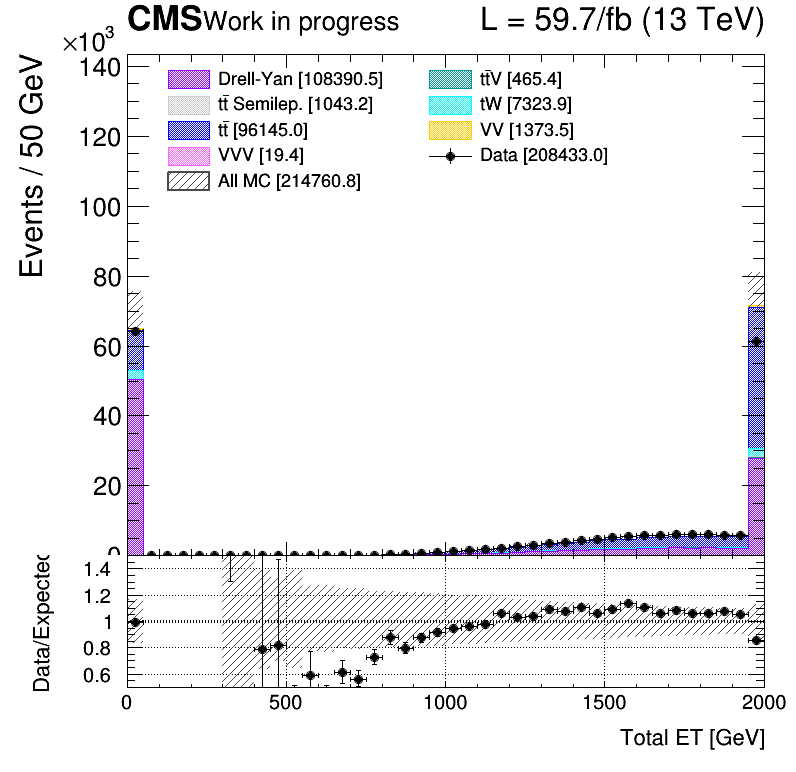 CMS Work in progress L = 59.7/fb (13 TeV)
×10³
Events / 50 GeV
140
120
100
80
60
40
20
0
Drell-Yan [108390.5]
tt̄ Semilep. [1043.2]
tt̄ [96145.0]
VVV [19.4]
All MC [214760.8]
tt̄V [465.4]
tW [7323.9]
VV [1373.5]
Data [208433.0]
Data/Expected
1.4
1.2
1
0.8
0.6
0 500 1000 1500 2000
Total ET [GeV]